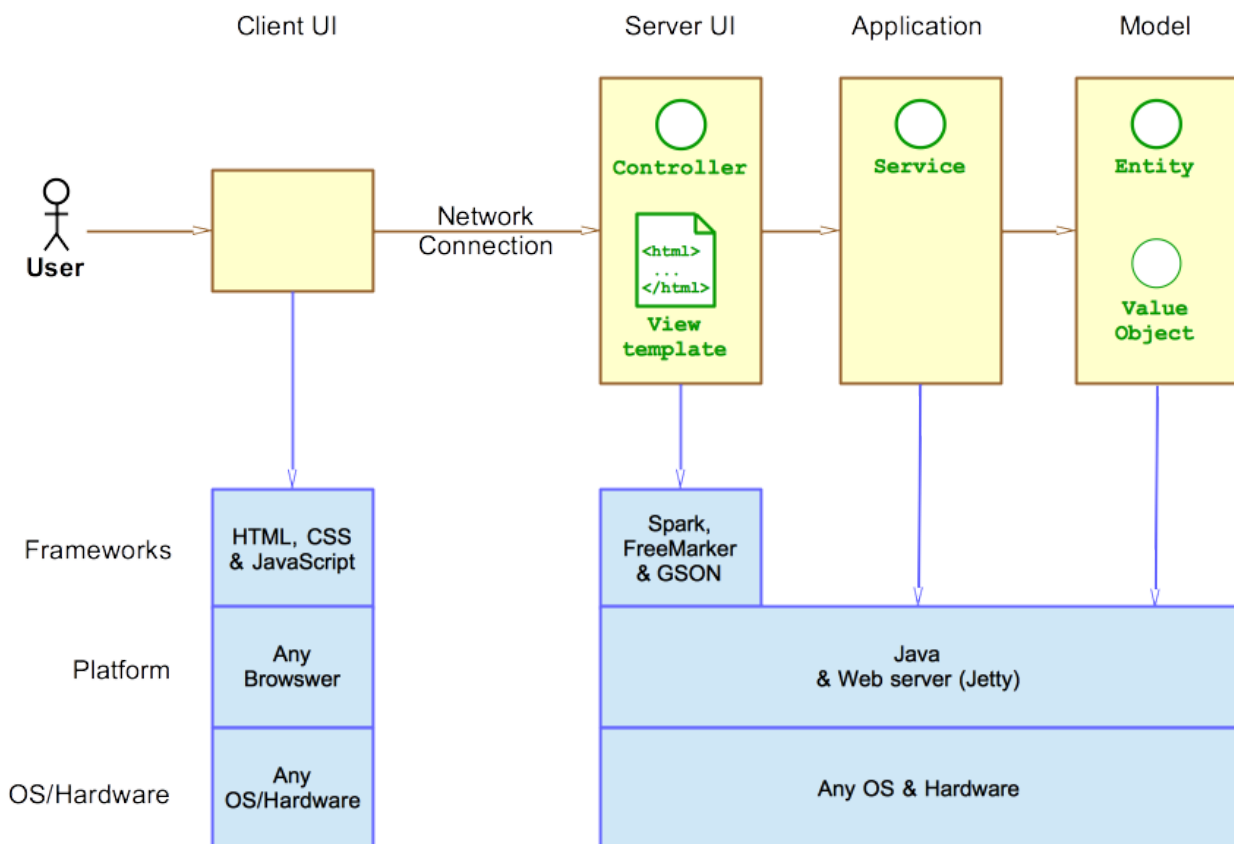 Client UI
Server UI
Application
Model
Controller
Service
Entity
User
Network
Connection
<html>
...
</html>
View
template
Value
Object
Frameworks
HTML, CSS
& JavaScript
Spark,
FreeMarker
& GSON
Platform
Any
Browswer
Java
& Web server (Jetty)
OS/Hardware
Any
OS/Hardware
Any OS & Hardware